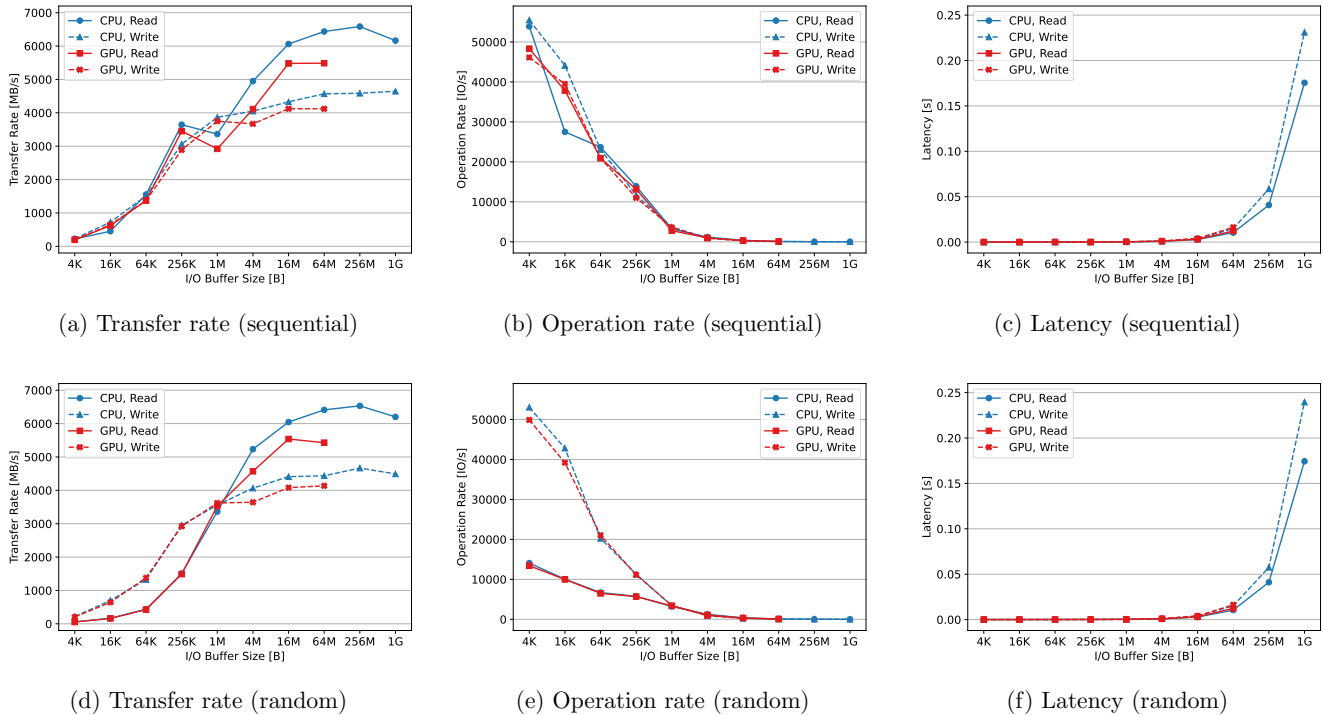 7000
6000
5000
4000
3000
2000
1000
0
Transfer Rate [MB/s]
CPU, Read
CPU, Write
GPU, Read
GPU, Write
4K 16K 64K 256K 1M 4M 16M 64M 256M 1G
I/O Buffer Size [B]
(a) Transfer rate (sequential)
50000
40000
30000
20000
10000
0
Operation Rate [IO/s]
CPU, Read
CPU, Write
GPU, Read
GPU, Write
4K 16K 64K 256K 1M 4M 16M 64M 256M 1G
I/O Buffer Size [B]
(b) Operation rate (sequential)
0.25
0.20
0.15
0.10
0.05
0.00
Latency [s]
CPU, Read
CPU, Write
GPU, Read
GPU, Write
4K 16K 64K 256K 1M 4M 16M 64M 256M 1G
I/O Buffer Size [B]
(c) Latency (sequential)
7000
6000
5000
4000
3000
2000
1000
0
Transfer Rate [MB/s]
CPU, Read
CPU, Write
GPU, Read
GPU, Write
4K 16K 64K 256K 1M 4M 16M 64M 256M 1G
I/O Buffer Size [B]
(d) Transfer rate (random)
50000
40000
30000
20000
10000
0
Operation Rate [IO/s]
CPU, Read
CPU, Write
GPU, Read
GPU, Write
4K 16K 64K 256K 1M 4M 16M 64M 256M 1G
I/O Buffer Size [B]
(e) Operation rate (random)
0.25
0.20
0.15
0.10
0.05
0.00
Latency [s]
CPU, Read
CPU, Write
GPU, Read
GPU, Write
4K 16K 64K 256K 1M 4M 16M 64M 256M 1G
I/O Buffer Size [B]
(f) Latency (random)